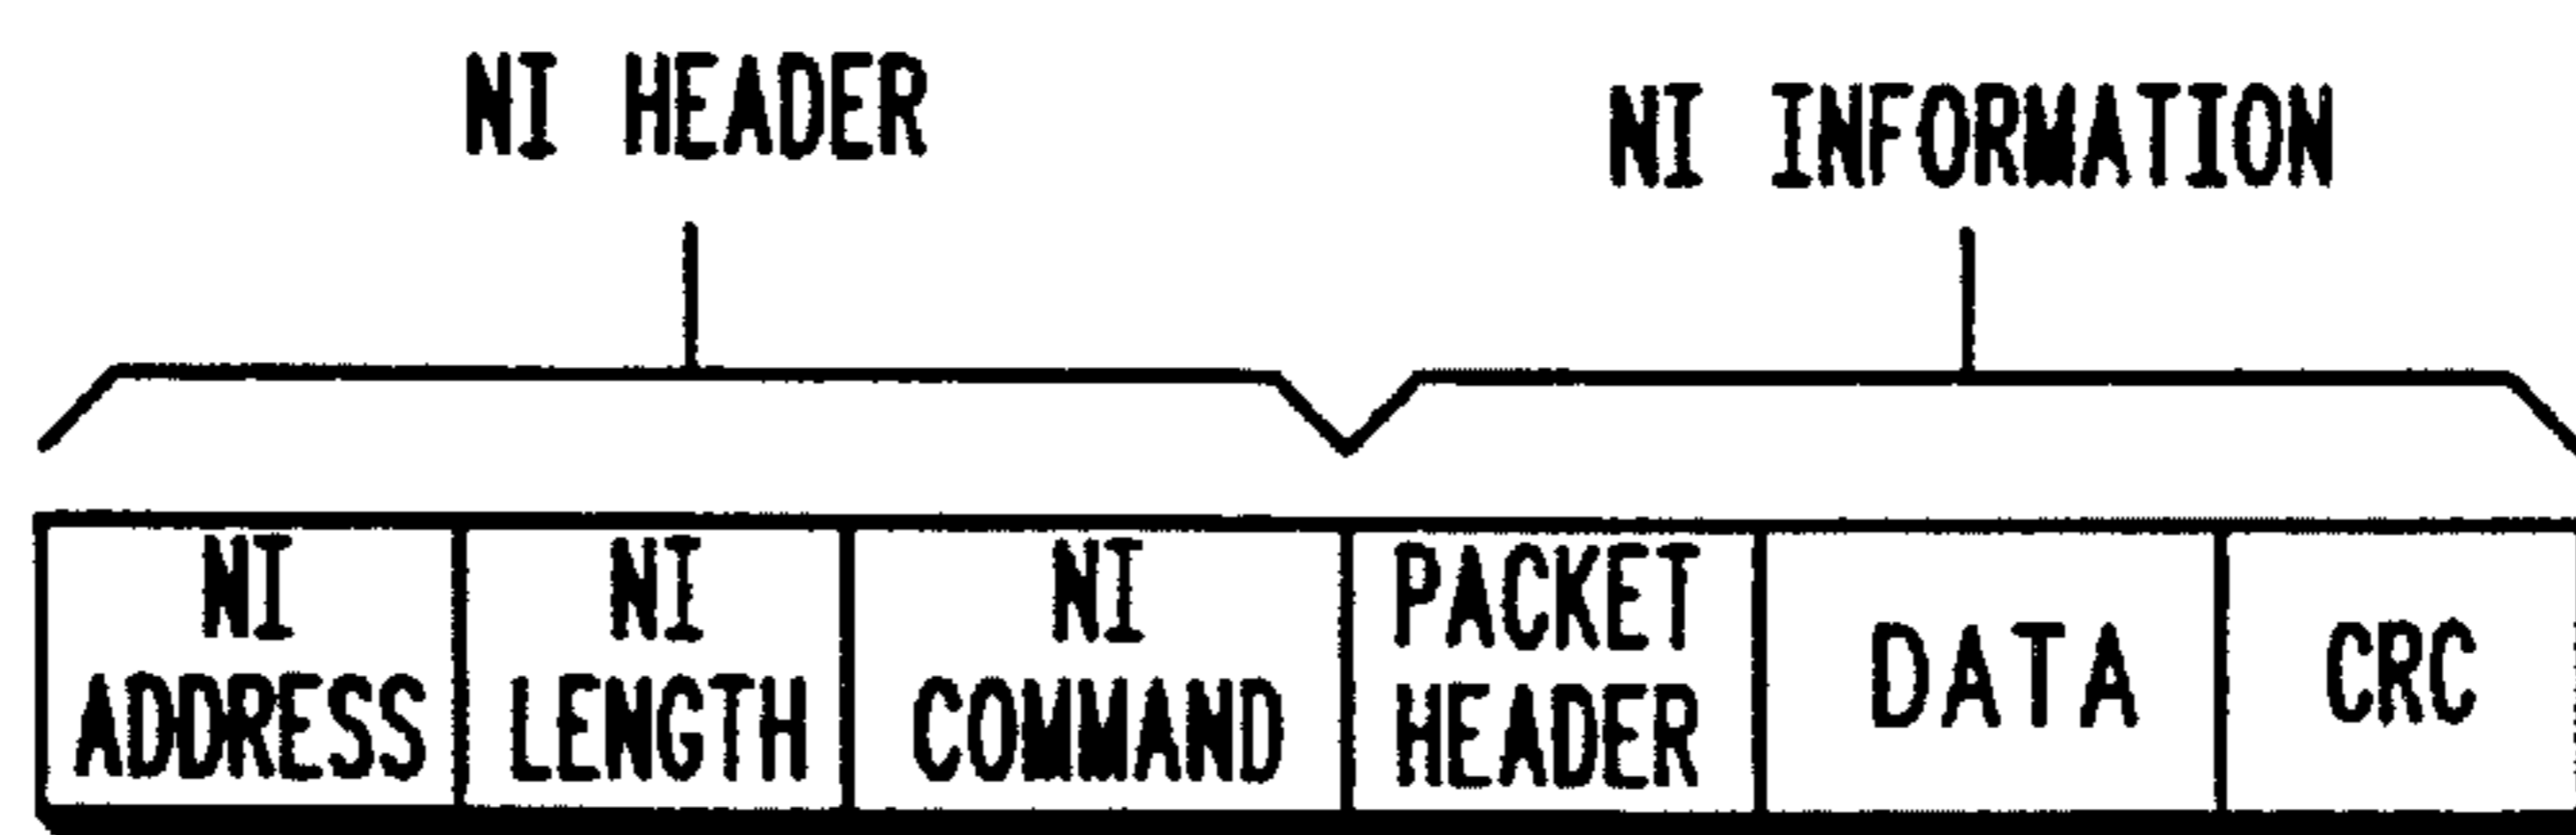 NI HEADER
NI INFORMATION
NI
ADDRESS
NI
LENGTH
NI
COMMAND
PACKET
HEADER
DATA
CRC